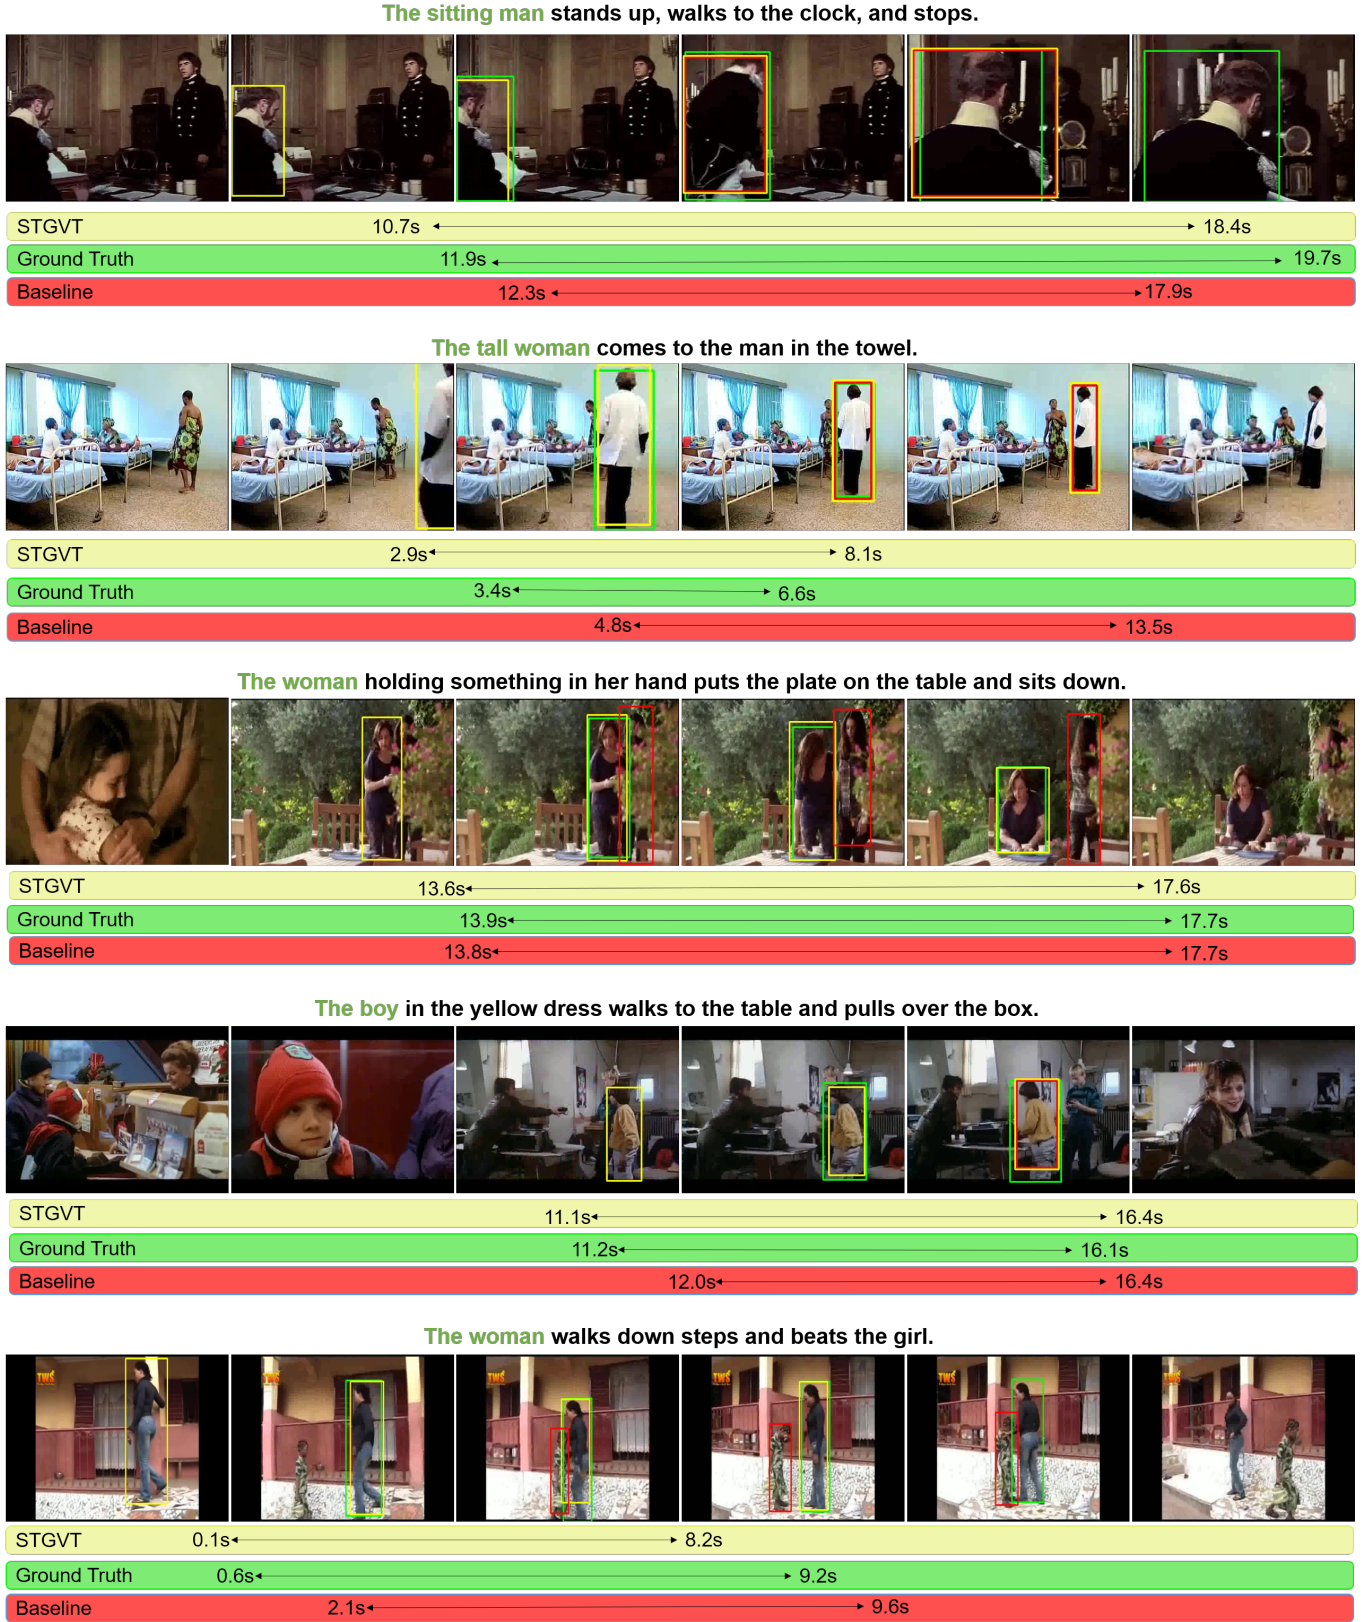 The sitting man stands up, walks to the clock, and stops.
STGVT 10.7s 18.4s
Ground Truth 11.9s 19.7s
Baseline 12.3s 17.9s
The tall woman comes to the man in the towel.
STGVT 2.9s 8.1s
Ground Truth 3.4s 6.6s
Baseline 4.8s 13.5s
The woman holding something in her hand puts the plate on the table and sits down.
STGVT 13.6s 17.6s
Ground Truth 13.9s 17.7s
Baseline 13.8s 17.7s
The boy in the yellow dress walks to the table and pulls over the box.
STGVT 11.1s 16.4s
Ground Truth 11.2s 16.1s
Baseline 12.0s 16.4s
The woman walks down steps and beats the girl.
TWS TWS TWS TWS TWS TWS
STGVT 0.1s 8.2s
Ground Truth 0.6s 9.2s
Baseline 2.1s 9.6s